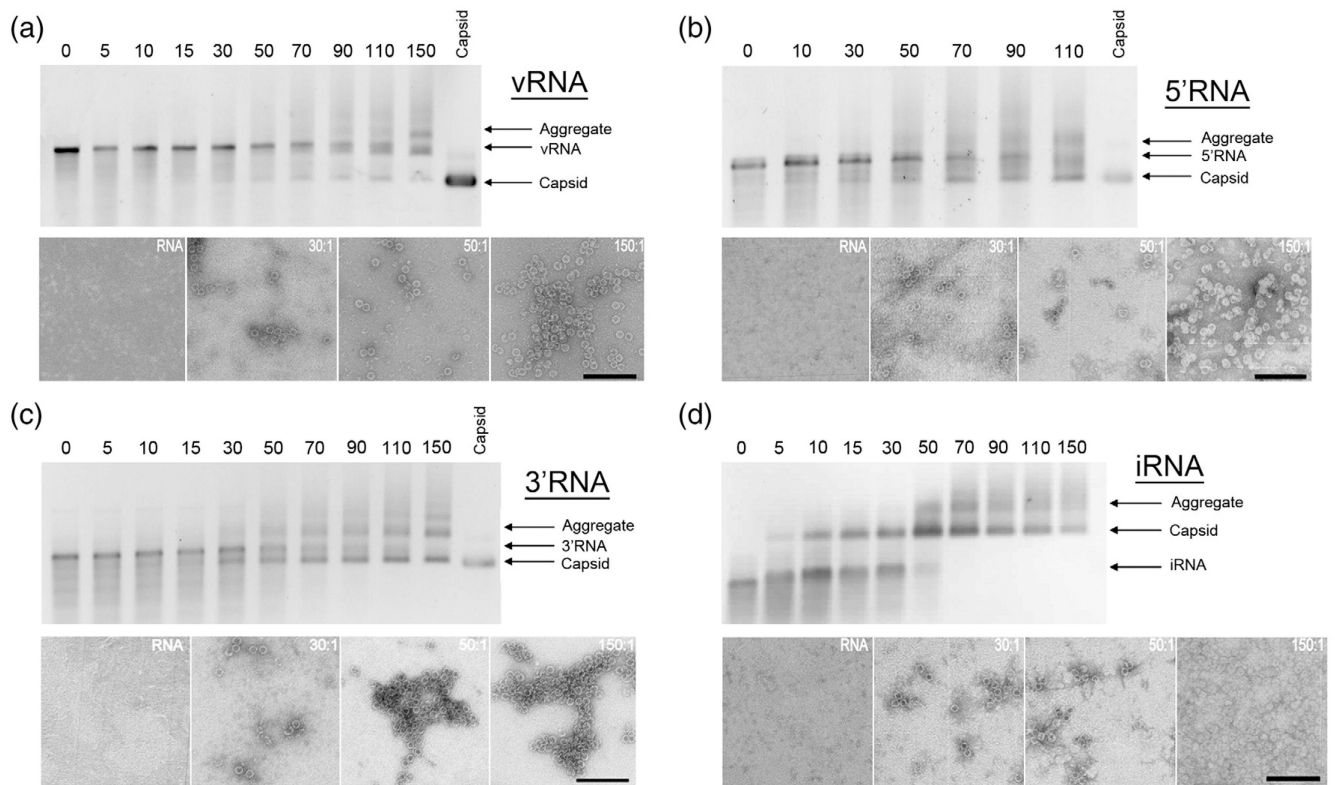 (a)
0 5 10 15 30 50 70 90 110 150 Capsid
vRNA
Aggregate
vRNA
Capsid
RNA 30:1 50:1 150:1
(b)
0 10 30 50 70 90 110 Capsid
5'RNA
Aggregate
5'RNA
Capsid
RNA 30:1 50:1 150:1
(c)
0 5 10 15 30 50 70 90 110 150 Capsid
3'RNA
Aggregate
3'RNA
Capsid
RNA 30:1 50:1 150:1
(d)
0 5 10 15 30 50 70 90 110 150
iRNA
Aggregate
Capsid
iRNA
RNA 30:1 50:1 150:1